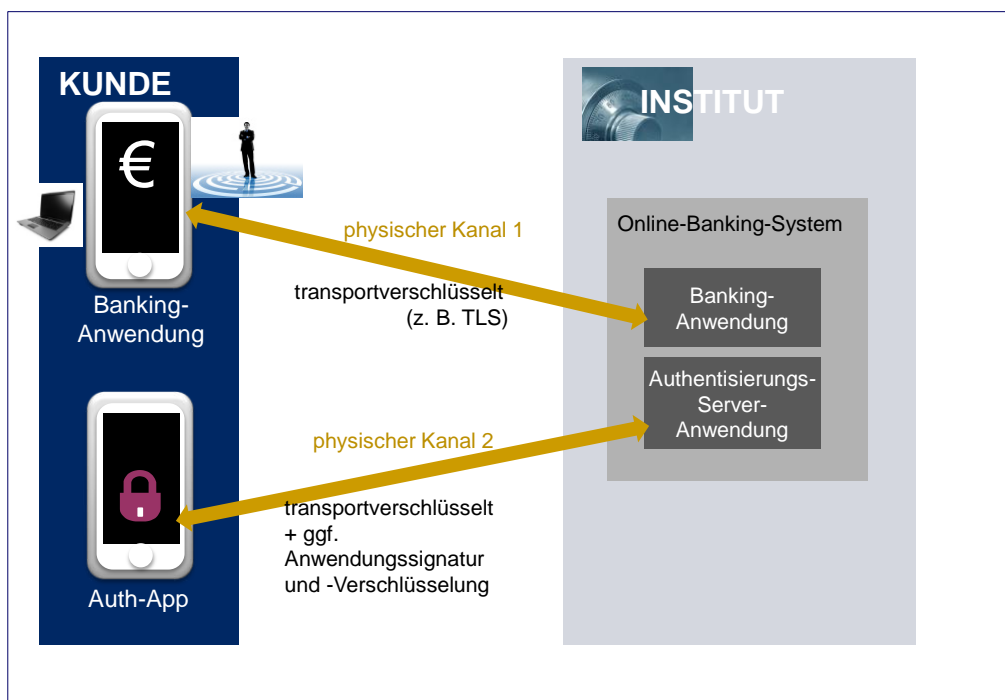 KUNDE
€
Banking-
Anwendung
Auth-App
physischer Kanal 1
transportverschlüsselt
(z. B. TLS)
physischer Kanal 2
transportverschlüsselt
+ ggf.
Anwendungssignatur
und -Verschlüsselung
INSTITUT
Online-Banking-System
Banking-
Anwendung
Authentisierungs-
Server-
Anwendung